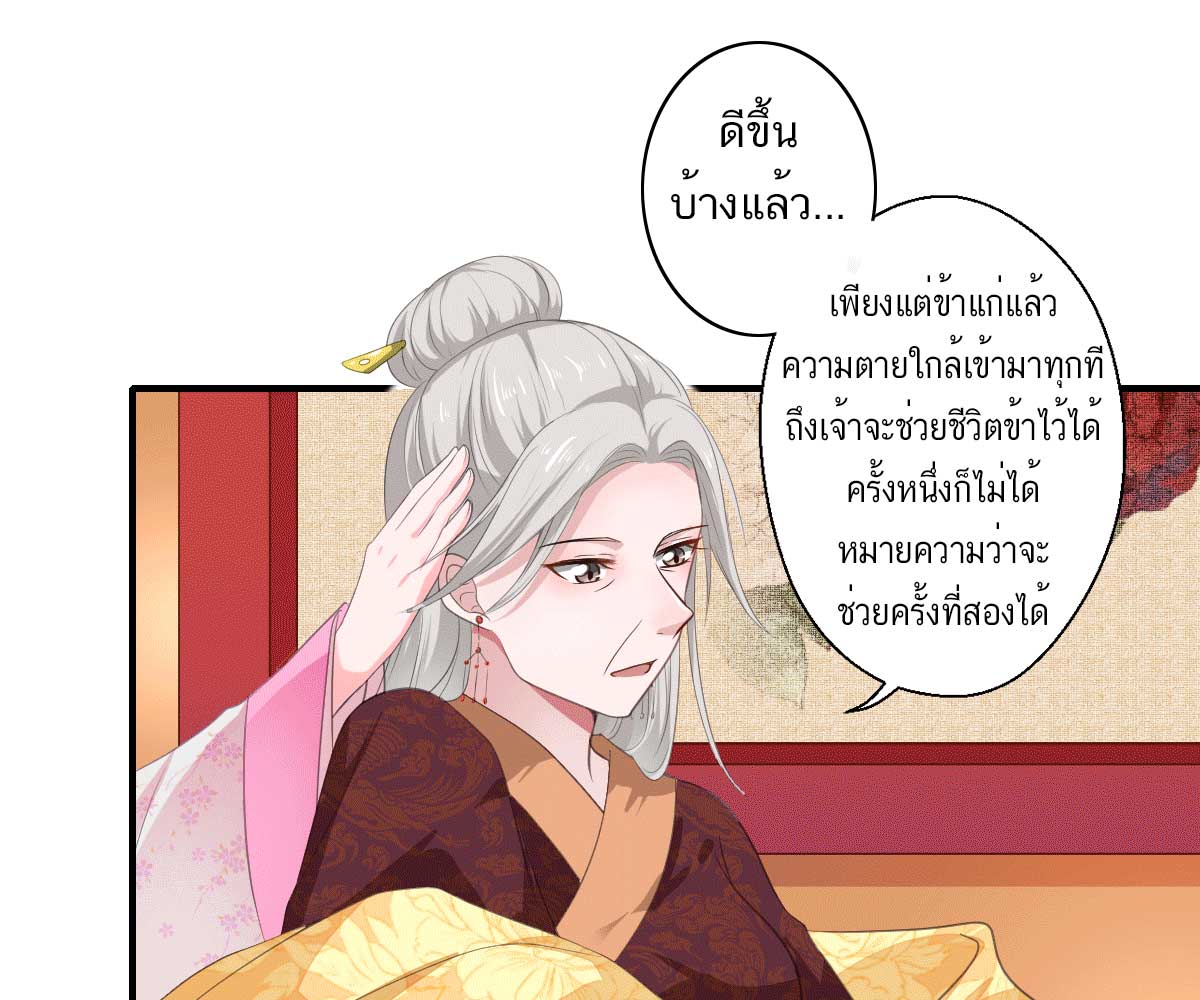 ดีขึ้น
บ้างแล้ว...
เพียงแต่ข้าแก่แล้ว
ความตายใกล้เข้ามาทุกที
ถึงเจ้าจะช่วยชีวิตข้าไว้ได้
ครั้งหนึ่งก็ไม่ได้
หมายความว่าจะ
ช่วยครั้งที่สองได้